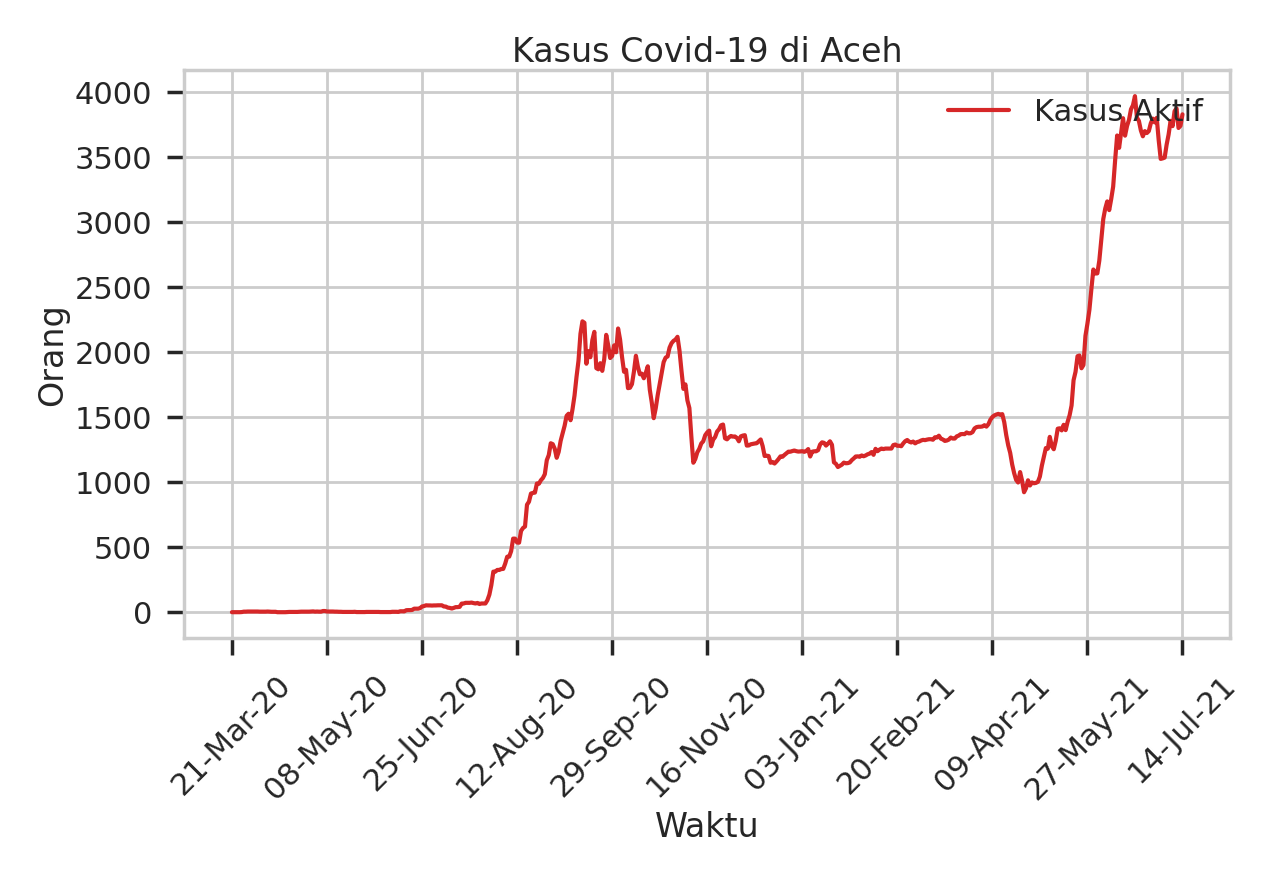 Kasus Covid-19 di Aceh
Kasus Aktif
4000
3500
3000
2500
2000
1500
1000
500
0
Orang
21-Mar-20
08-May-20
25-Jun-20
12-Aug-20
29-Sep-20
16-Nov-20
03-Jan-21
20-Feb-21
09-Apr-21
27-May-21
14-Jul-21
Waktu